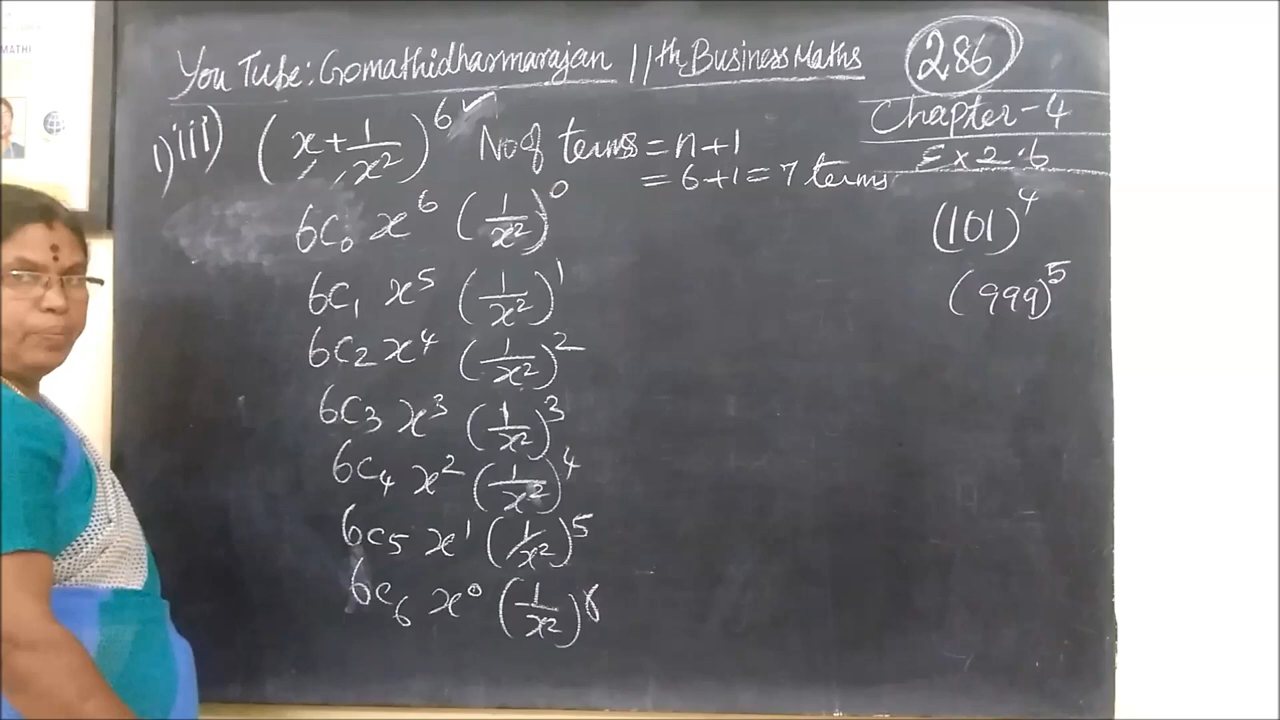 MATHI
You Tube: Gomathidharmarajan 11th Business Maths
286
Chapter-4
Ex 2.6
1) iii) (x + 1/x²)⁶ No of terms = n+1
= 6+1 = 7 terms
(101)⁴
(999)⁵
6C₀ x⁶ (1/x²)⁰
6C₁ x⁵ (1/x²)¹
6C₂ x⁴ (1/x²)²
6C₃ x³ (1/x²)³
6C₄ x² (1/x²)⁴
6C₅ x¹ (1/x²)⁵
6C₆ x⁰ (1/x²)⁶